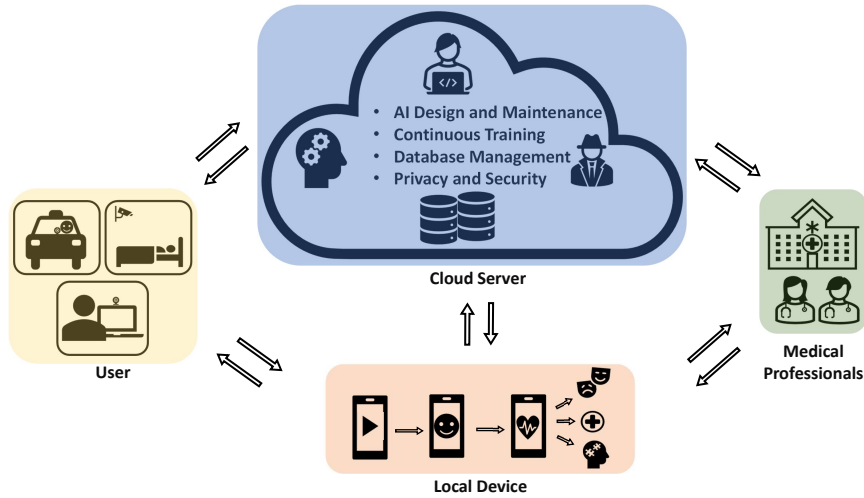 </>
• AI Design and Maintenance
• Continuous Training
• Database Management
• Privacy and Security
Cloud Server
User
Medical
Professionals
Local Device